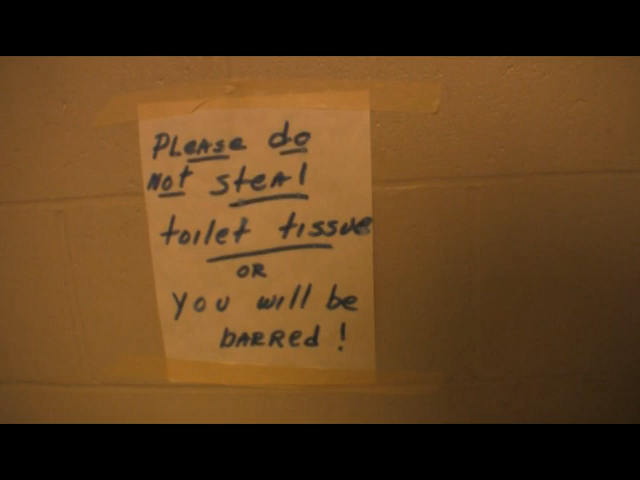 PLEASE do
Not steal
toilet tissue
OR
you will be
bARRed!